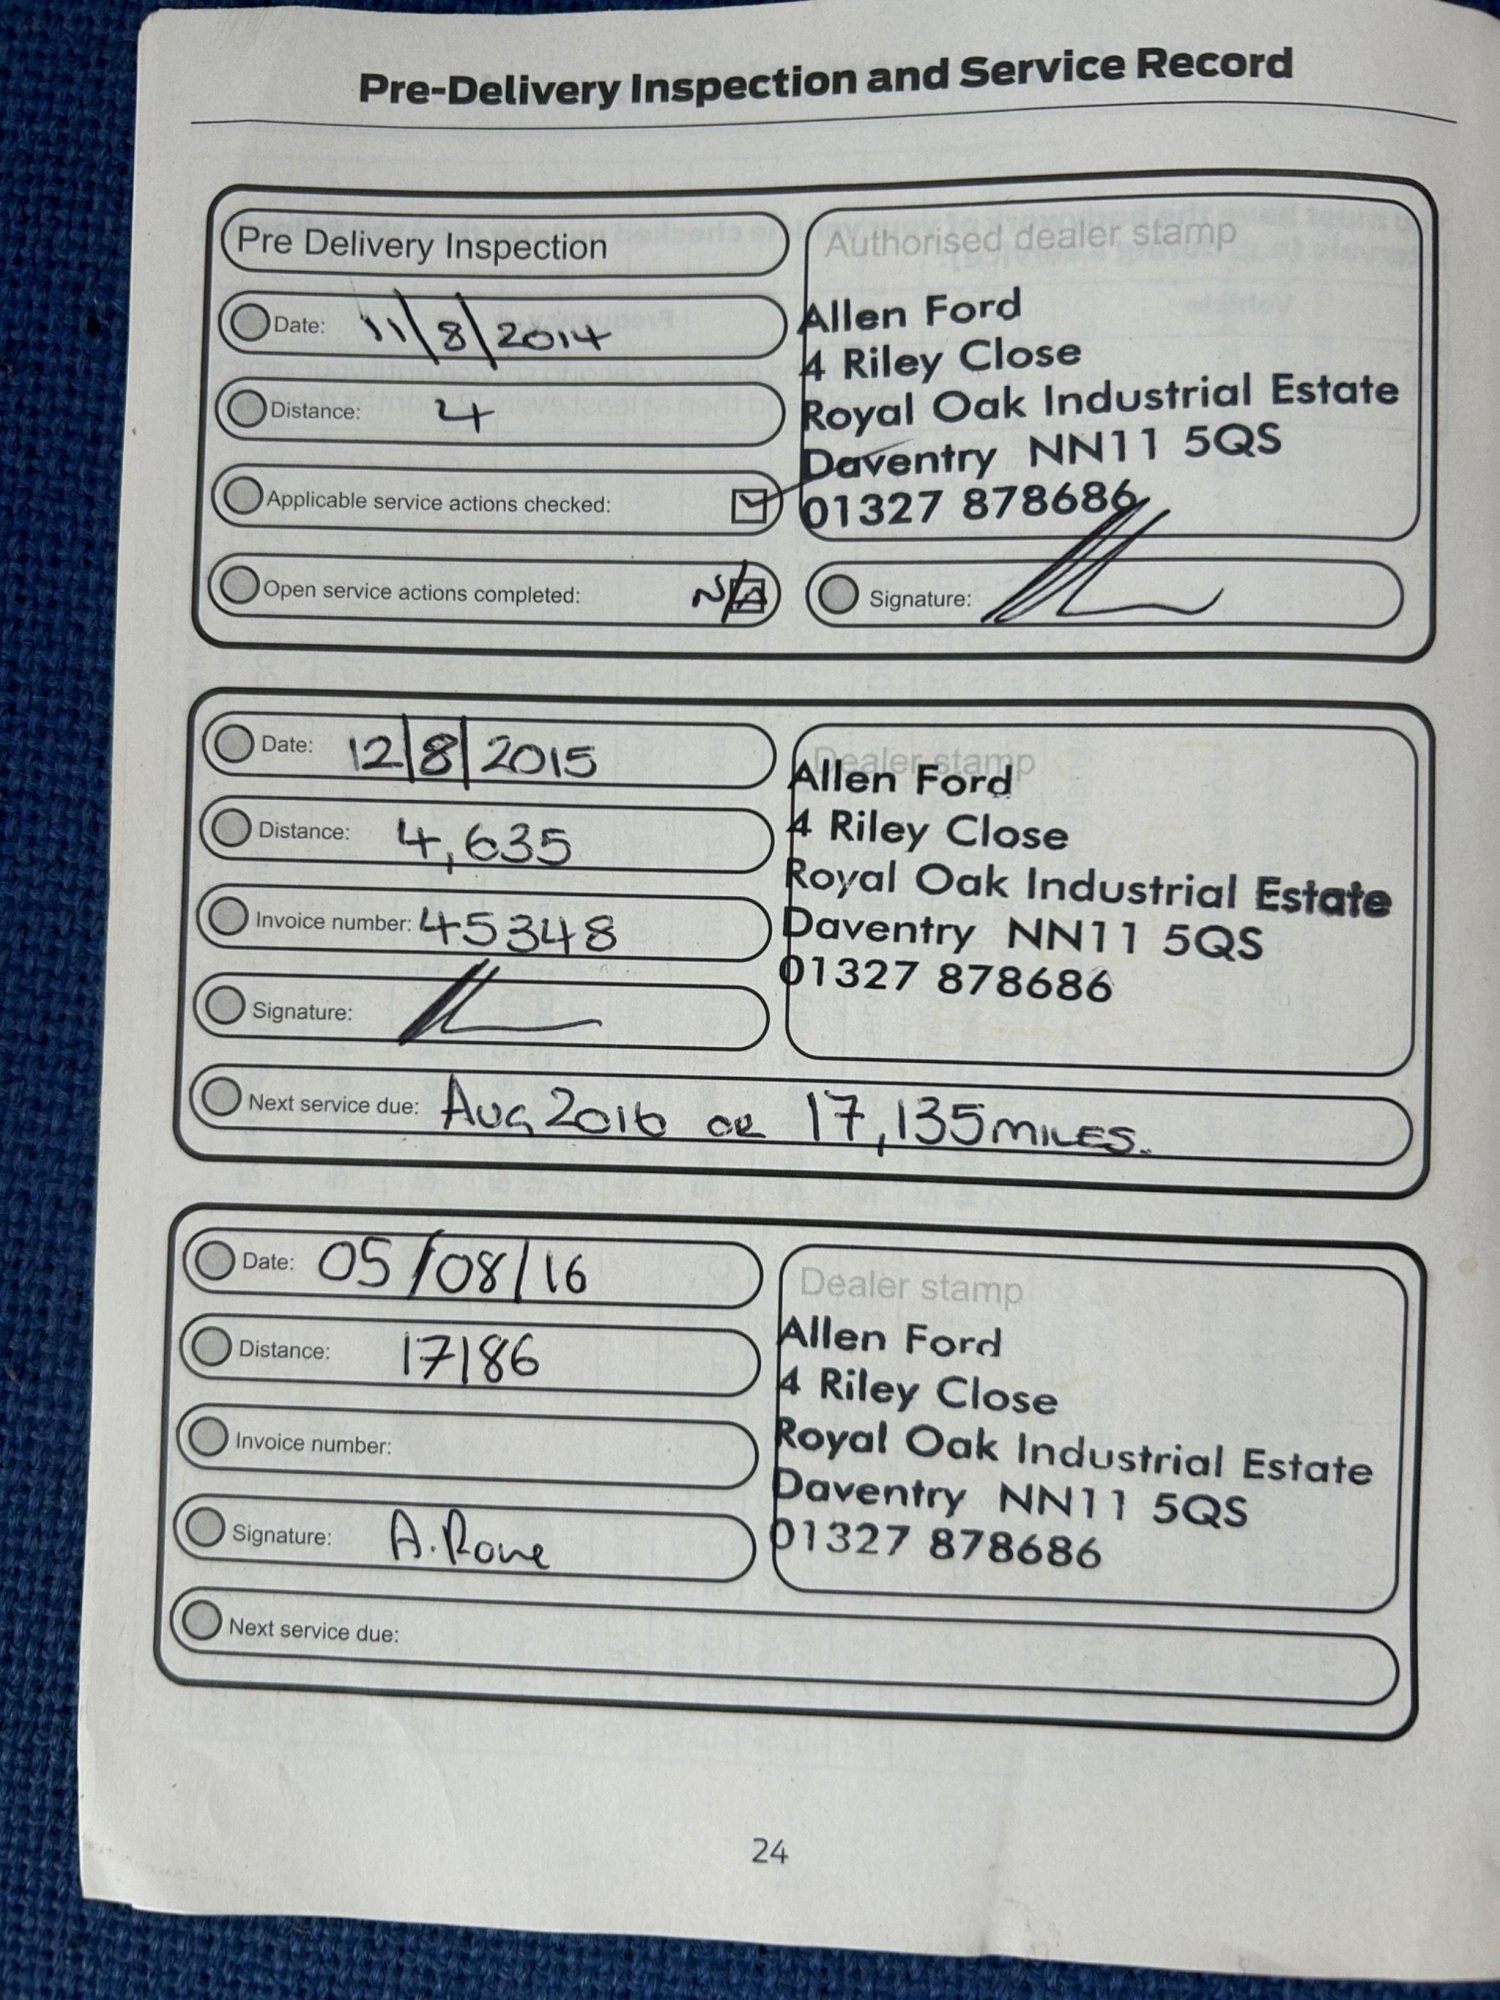 Pre-Delivery Inspection and Service Record
Pre Delivery Inspection
Date: 11/8/2014
Distance: 4
Applicable service actions checked:
Open service actions completed: N/A
Authorised dealer stamp
Allen Ford
4 Riley Close
Royal Oak Industrial Estate
Daventry NN11 5QS
01327 878686
Signature:
Date: 12/8/2015
Distance: 4,635
Invoice number: 45348
Signature:
Dealer stamp
Allen Ford
4 Riley Close
Royal Oak Industrial Estate
Daventry NN11 5QS
01327 878686
Next service due: Aug 2016 OR 17,135 MILES.
Date: 05/08/16
Distance: 17186
Invoice number:
Signature: A.
Dealer stamp
Allen Ford
4 Riley Close
Royal Oak Industrial Estate
Daventry NN11 5QS
01327 878686
Next service due:
24